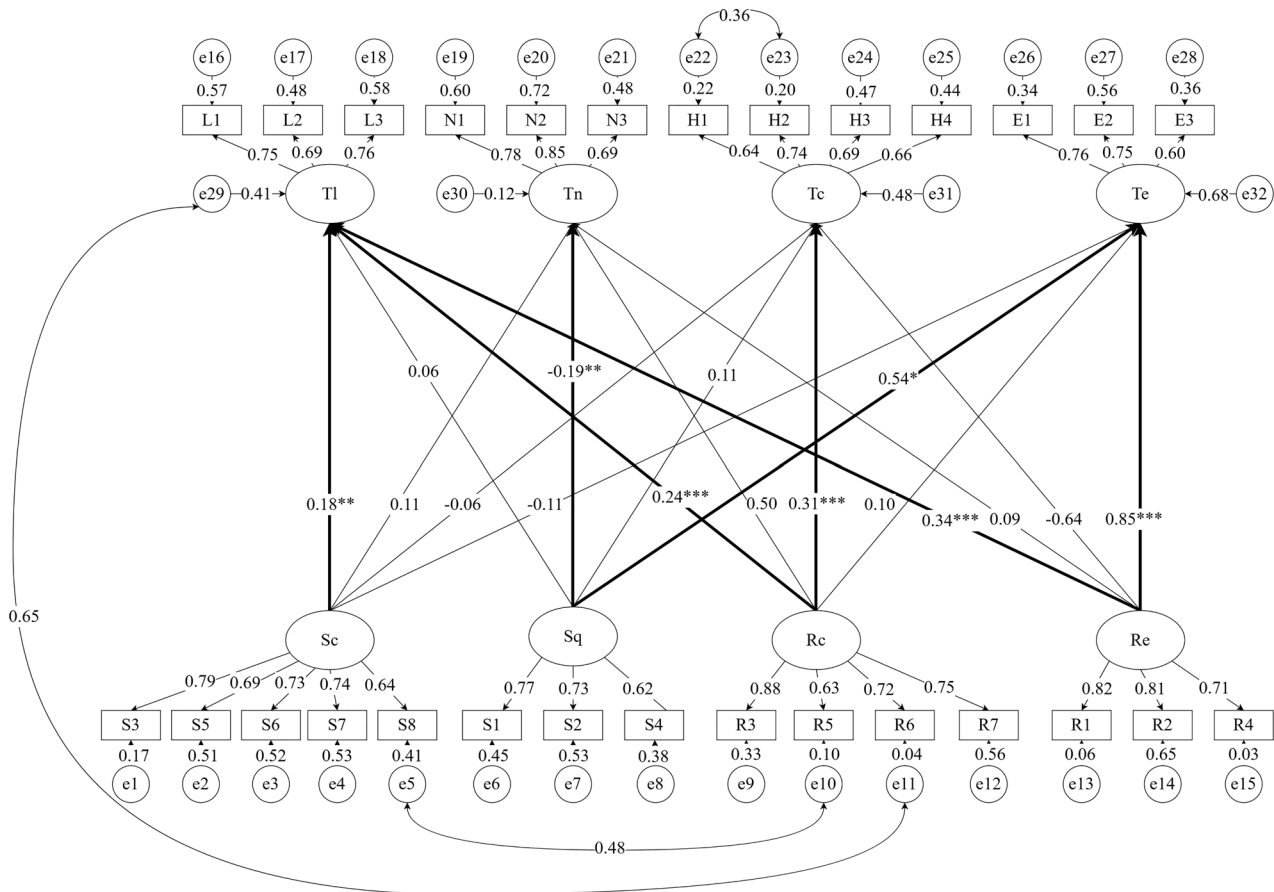 0.36
e16 e17 e18 e19 e20 e21 e22 e23 e24 e25 e26 e27 e28
0.57 0.48 0.58 0.60 0.72 0.48 0.22 0.20 0.47 0.44 0.34 0.56 0.36
L1 L2 L3 N1 N2 N3 H1 H2 H3 H4 E1 E2 E3
0.75 0.69 0.76 0.78 0.85 0.69 0.64 0.74 0.69 0.66 0.76 0.75 0.60
e29 0.41 Tl e30 0.12 Tn Tc 0.48 e31 Te 0.68 e32
0.06 -0.19** 0.11 0.54*
0.18** 0.11 -0.06 -0.11 0.24*** 0.50 0.31*** 0.10 0.34*** 0.09 -0.64 0.85***
0.65
Sc Sq Rc Re
0.79 0.69 0.73 0.74 0.64 0.77 0.73 0.62 0.88 0.63 0.72 0.75 0.82 0.81 0.71
S3 S5 S6 S7 S8 S1 S2 S4 R3 R5 R6 R7 R1 R2 R4
0.17 0.51 0.52 0.53 0.41 0.45 0.53 0.38 0.33 0.10 0.04 0.56 0.06 0.65 0.03
e1 e2 e3 e4 e5 e6 e7 e8 e9 e10 e11 e12 e13 e14 e15
0.48